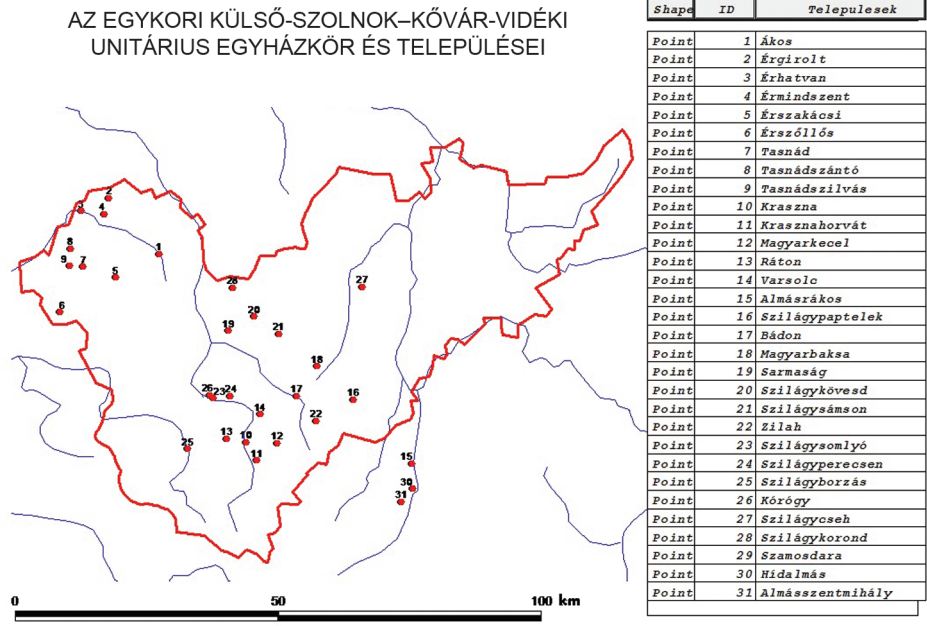 AZ EGYKORI KÜLSŐ-SZOLNOK–KŐVÁR-VIDÉKI
UNITÁRIUS EGYHÁZKÖR ÉS TELEPÜLÉSEI
2
3
4
1
8
9
7
5
6
28
27
20
19
21
18
26
23
24
17
16
14
22
13
10
12
25
11
15
30
31
0
50
100 km
Shape ID Telepulesek
Point 1 Ákos
Point 2 Érgirolt
Point 3 Érhatvan
Point 4 Érmindszent
Point 5 Érszakácsi
Point 6 Érszőllős
Point 7 Tasnád
Point 8 Tasnádszántó
Point 9 Tasnádszilvás
Point 10 Kraszna
Point 11 Krasznahorvát
Point 12 Magyarkecel
Point 13 Ráton
Point 14 Varsolc
Point 15 Almásrákos
Point 16 Szilágypaptelek
Point 17 Bádon
Point 18 Magyarbaksa
Point 19 Sarmaság
Point 20 Szilágykövesd
Point 21 Szilágysámson
Point 22 Zilah
Point 23 Szilágysomlyó
Point 24 Szilágyperecsen
Point 25 Szilágyborzás
Point 26 Kórógy
Point 27 Szilágycseh
Point 28 Szilágykorond
Point 29 Szamosdara
Point 30 Hidalmás
Point 31 Almásszentmihály